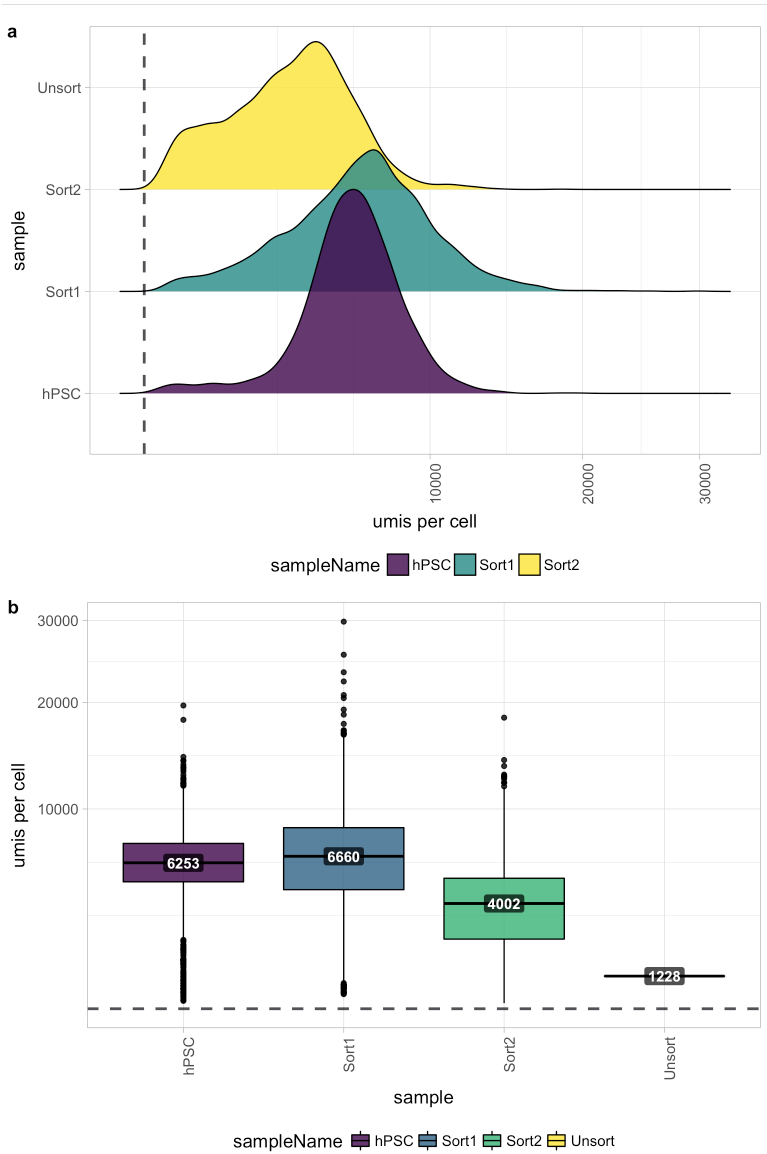 a
Unsort
Sort2
Sort1
hPSC
sample
10000
20000
30000
umis per cell
sampleName hPSC Sort1 Sort2
b
30000
20000
10000
umis per cell
6253
6660
4002
1228
hPSC
Sort1
Sort2
Unsort
sample
sampleName hPSC Sort1 Sort2 Unsort